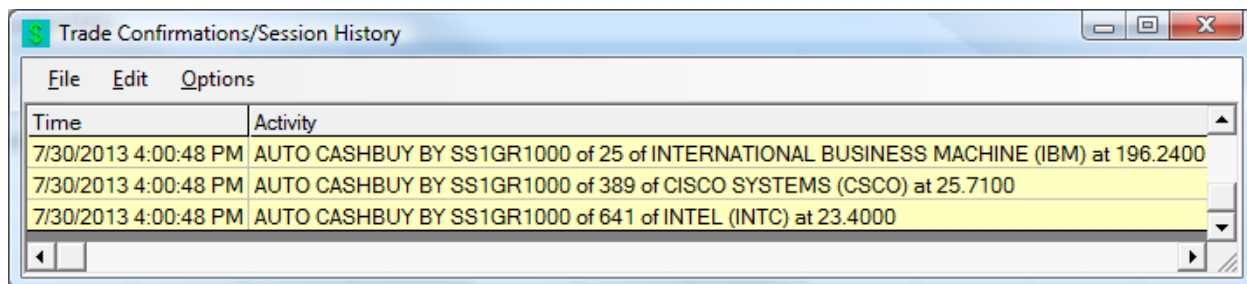 $ Trade Confirmations/Session History
File Edit Options
Time Activity
7/30/2013 4:00:48 PM AUTO CASHBUY BY SS1GR1000 of 25 of INTERNATIONAL BUSINESS MACHINE (IBM) at 196.2400
7/30/2013 4:00:48 PM AUTO CASHBUY BY SS1GR1000 of 389 of CISCO SYSTEMS (CSCO) at 25.7100
7/30/2013 4:00:48 PM AUTO CASHBUY BY SS1GR1000 of 641 of INTEL (INTC) at 23.4000